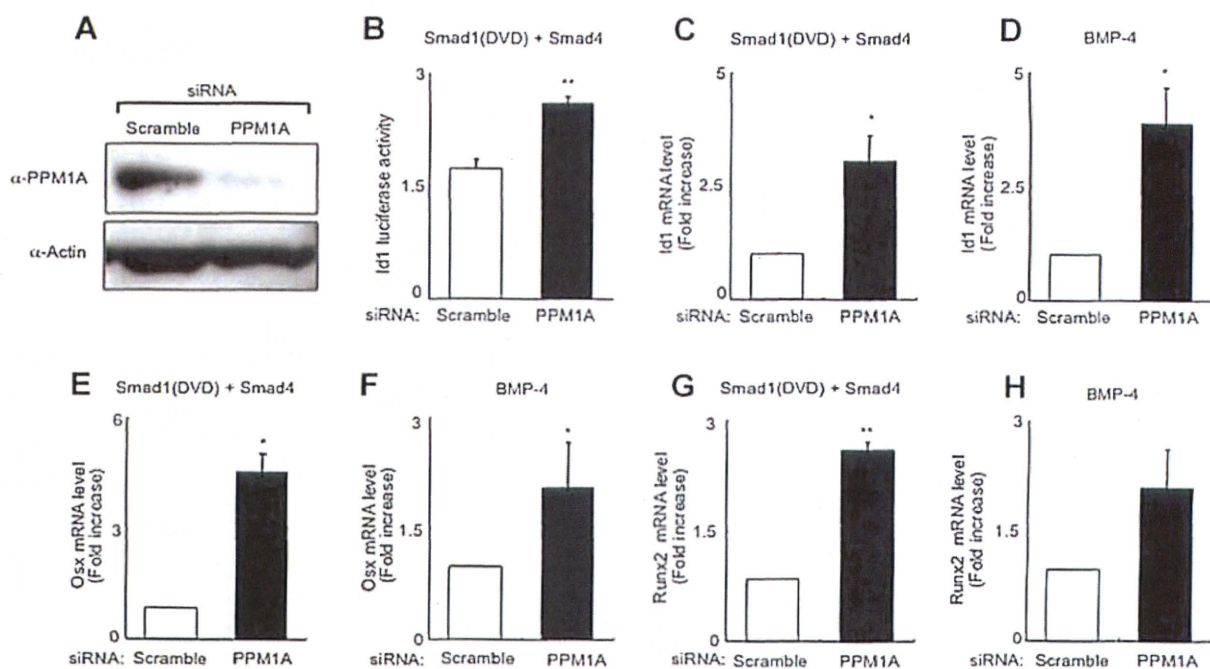 A
siRNA
Scramble PPM1A
α-PPM1A
α-Actin
B
Smad1(DVD) + Smad4
Id1 luciferase activity
3
**
1.5
0
siRNA: Scramble PPM1A
C
Smad1(DVD) + Smad4
Id1 mRNA level
(Fold increase)
5
*
2.5
0
siRNA: Scramble PPM1A
D
BMP-4
Id1 mRNA level
(Fold increase)
5
*
2.5
0
siRNA: Scramble PPM1A
E
Smad1(DVD) + Smad4
Osx mRNA level
(Fold increase)
6
*
3
0
siRNA: Scramble PPM1A
F
BMP-4
Osx mRNA level
(Fold increase)
3
*
1.5
0
siRNA: Scramble PPM1A
G
Smad1(DVD) + Smad4
Runx2 mRNA level
(Fold increase)
3
**
1.5
0
siRNA: Scramble PPM1A
H
BMP-4
Runx2 mRNA level
(Fold increase)
3
1.5
0
siRNA: Scramble PPM1A